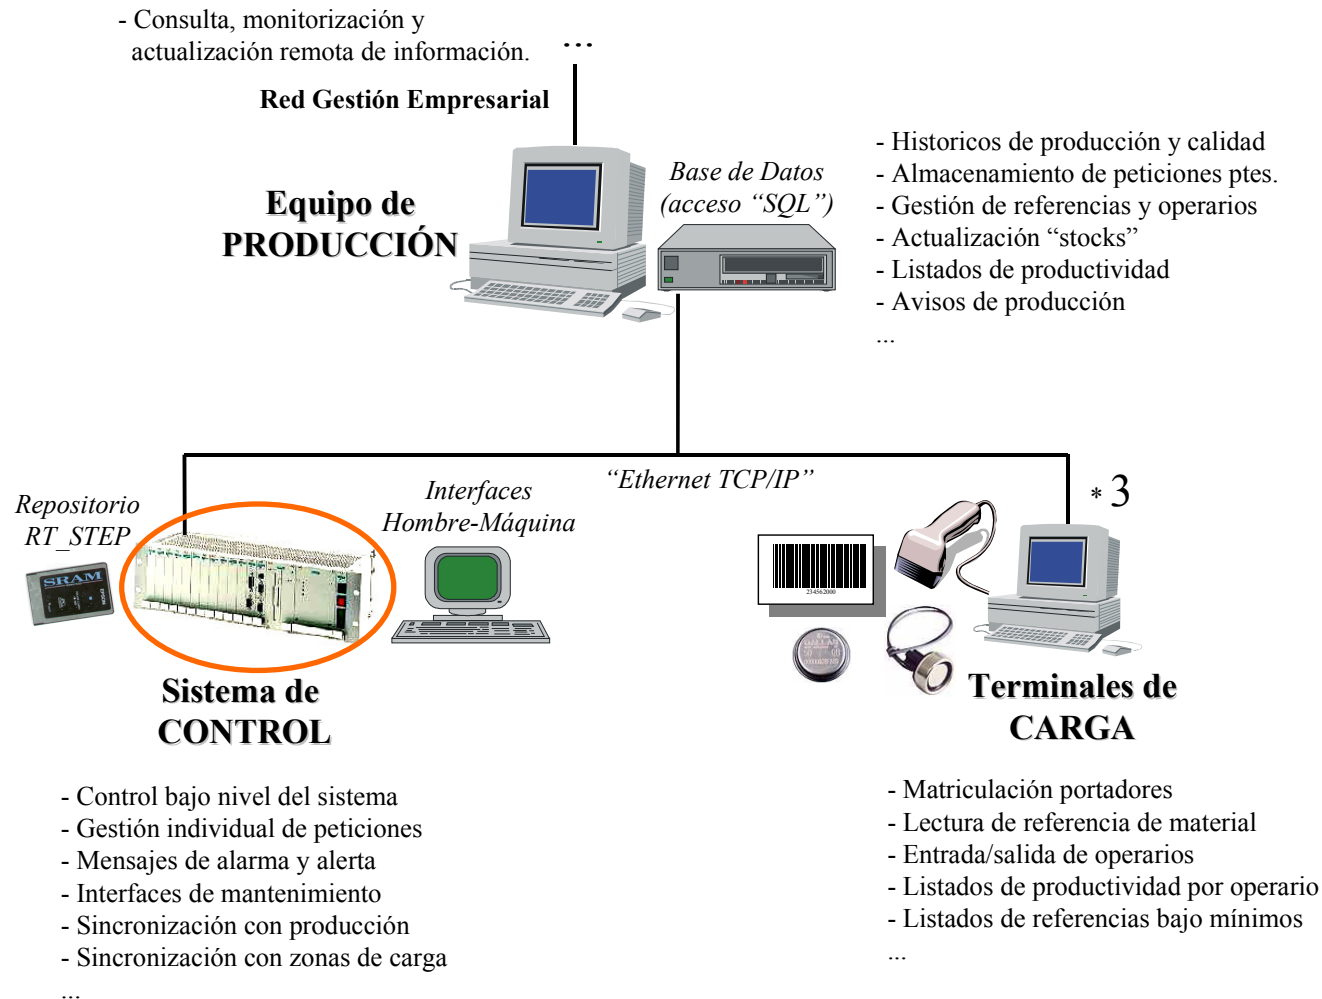 - Consulta, monitorización y
actualización remota de información.
...
Red Gestión Empresarial
Equipo de
PRODUCCIÓN
Base de Datos
(acceso “SQL”)
- Historicos de producción y calidad
- Almacenamiento de peticiones ptes.
- Gestión de referencias y operarios
- Actualización “stocks”
- Listados de productividad
- Avisos de producción
...
“Ethernet TCP/IP”
* 3
Repositorio
RT_STEP
SRAM
Interfaces
Hombre-Máquina
234562000
Sistema de
CONTROL
Terminales de
CARGA
- Control bajo nivel del sistema
- Gestión individual de peticiones
- Mensajes de alarma y alerta
- Interfaces de mantenimiento
- Sincronización con producción
- Sincronización con zonas de carga
...
- Matriculación portadores
- Lectura de referencia de material
- Entrada/salida de operarios
- Listados de productividad por operario
- Listados de referencias bajo mínimos
...